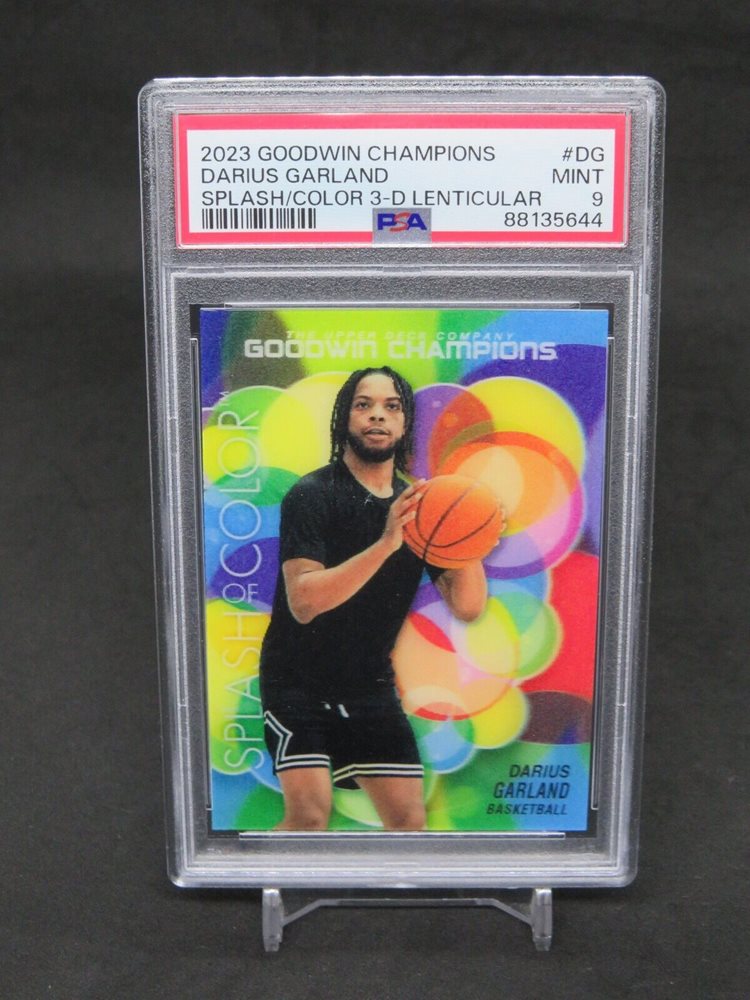 2023 GOODWIN CHAMPIONS #DG
DARIUS GARLAND MINT
SPLASH/COLOR 3-D LENTICULAR 9
PSA 88135644
THE UPPER DECK COMPANY
GOODWIN CHAMPIONS
SPLASH OF COLOR™
DARIUS
GARLAND
BASKETBALL